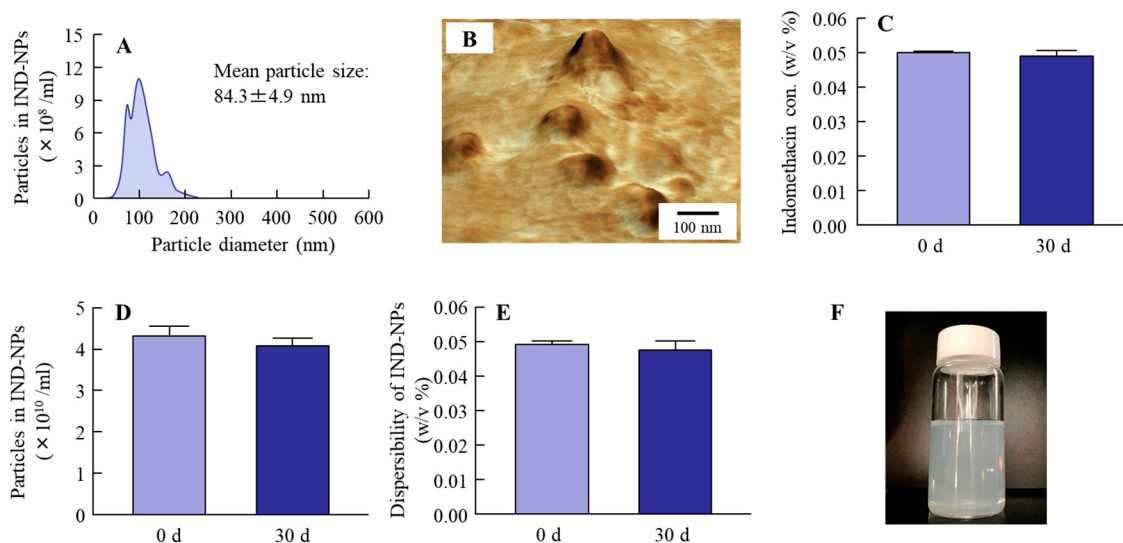 A
Particles in IND-NPs
( × 10⁸ /ml)
15
12
9
6
3
0
Mean particle size:
84.3±4.9 nm
0 100 200 300 400 500 600
Particle diameter (nm)
B
100 nm
C
Indomethacin con. (w/v %)
0.06
0.05
0.04
0.03
0.02
0.01
0.00
0 d 30 d
D
Particles in IND-NPs
( × 10¹⁰ /ml)
5
4
3
2
1
0
0 d 30 d
E
Dispersibility of IND-NPs
(w/v %)
0.06
0.05
0.04
0.03
0.02
0.01
0.00
0 d 30 d
F